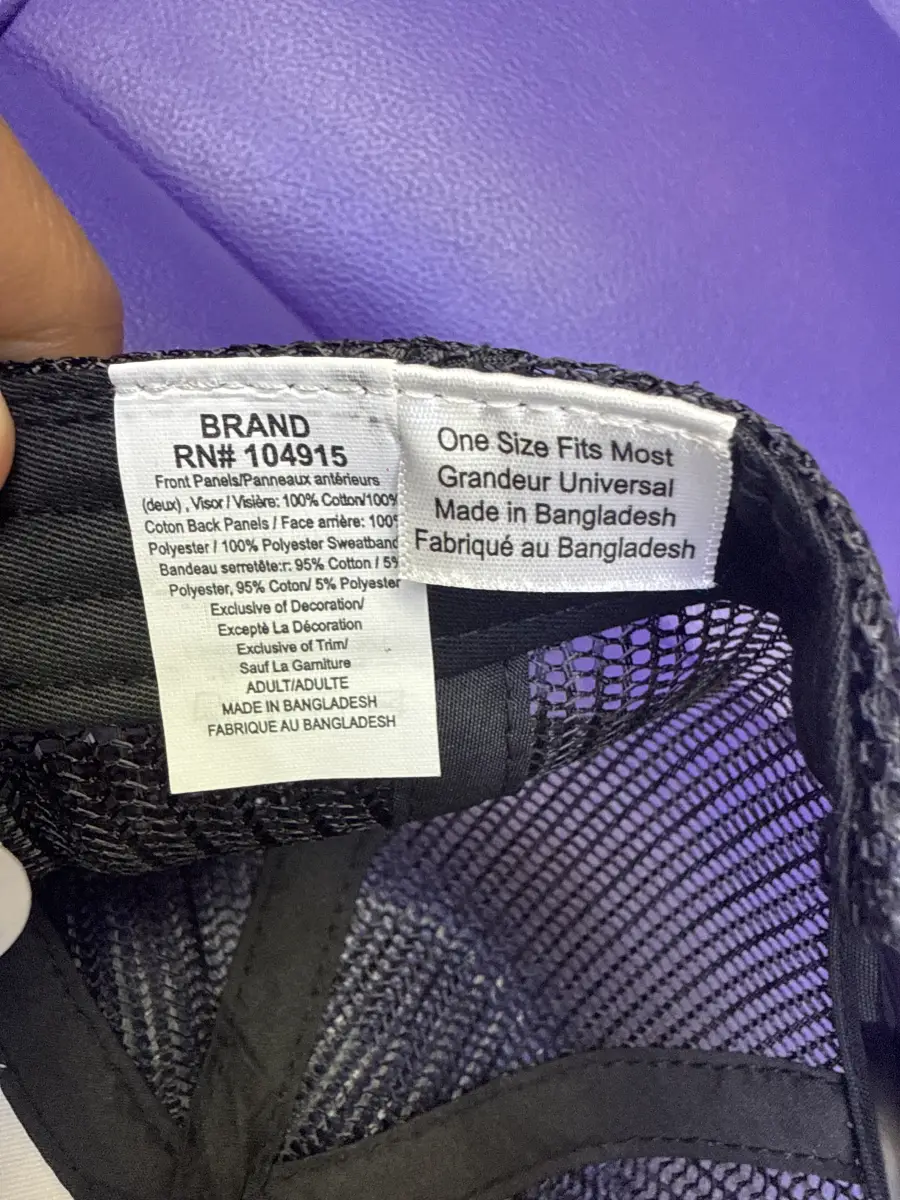 BRAND
RN# 104915
Front Panels/Panneaux antérieurs
(deux) , Visor / Visière: 100% Cotton/100%
Coton Back Panels / Face arrière: 100%
Polyester / 100% Polyester Sweatband
Bandeau serretête:r: 95% Cotton / 5%
Polyester, 95% Coton/ 5% Polyester
Exclusive of Decoration/
Exceptè La Dècoration
Exclusive of Trim/
Sauf La Garniture
ADULT/ADULTE
MADE IN BANGLADESH
FABRIQUE AU BANGLADESH
One Size Fits Most
Grandeur Universal
Made in Bangladesh
Fabriqué au Bangladesh